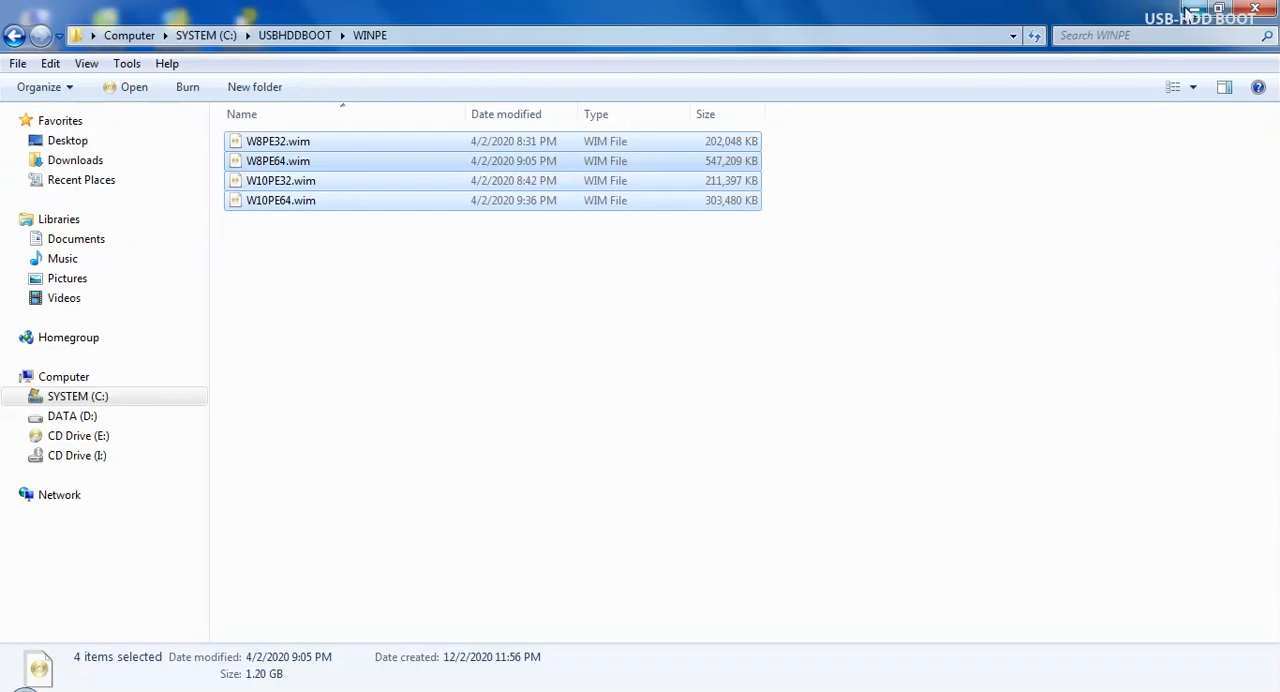 USB-HDD BOOT
Computer SYSTEM (C:) USBHDDBOOT WINPE Search WINPE
File Edit View Tools Help
Organize Open Burn New folder
Name Date modified Type Size
W8PE32.wim 4/2/2020 8:31 PM WIM File 202,048 KB
W8PE64.wim 4/2/2020 9:05 PM WIM File 547,209 KB
W10PE32.wim 4/2/2020 8:42 PM WIM File 211,397 KB
W10PE64.wim 4/2/2020 9:36 PM WIM File 303,480 KB
Favorites
Desktop
Downloads
Recent Places
Libraries
Documents
Music
Pictures
Videos
Homegroup
Computer
SYSTEM (C:)
DATA (D:)
CD Drive (E:)
CD Drive (I:)
Network
4 items selected Date modified: 4/2/2020 9:05 PM Date created: 12/2/2020 11:56 PM
Size: 1.20 GB